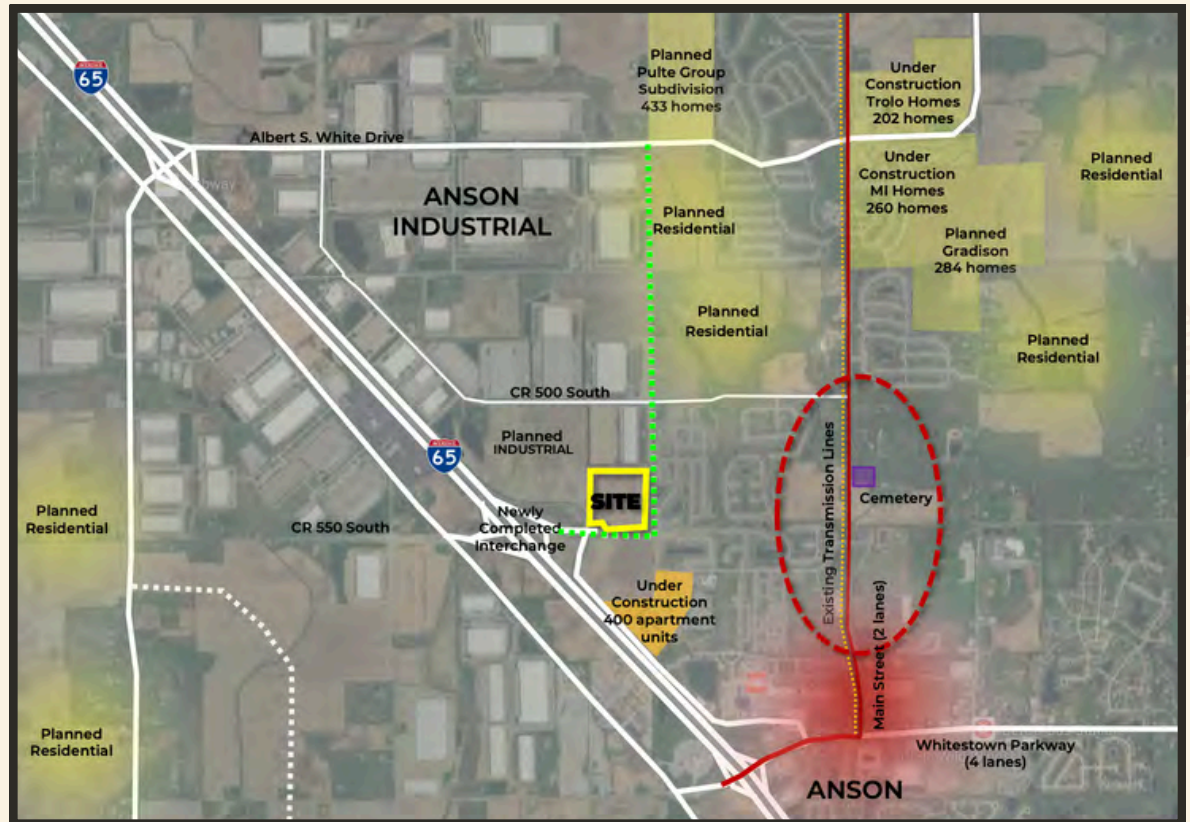 INTERSTATE
65
Albert S. White Drive
ANSON
INDUSTRIAL
Planned
Pulte Group
Subdivision
433 homes
Under
Construction
Trolo Homes
202 homes
Under
Construction
MI Homes
260 homes
Planned
Residential
Planned
Residential
Planned
Gradison
284 homes
Planned
Residential
Planned
Residential
CR 500 South
Planned
INDUSTRIAL
INTERSTATE
65
SITE
Newly
Completed
Interchange
CR 550 South
Planned
Residential
Cemetery
Existing Transmission Lines
Main Street (2 lanes)
Under
Construction
400 apartment
units
Planned
Residential
Whitestown Parkway
(4 lanes)
ANSON